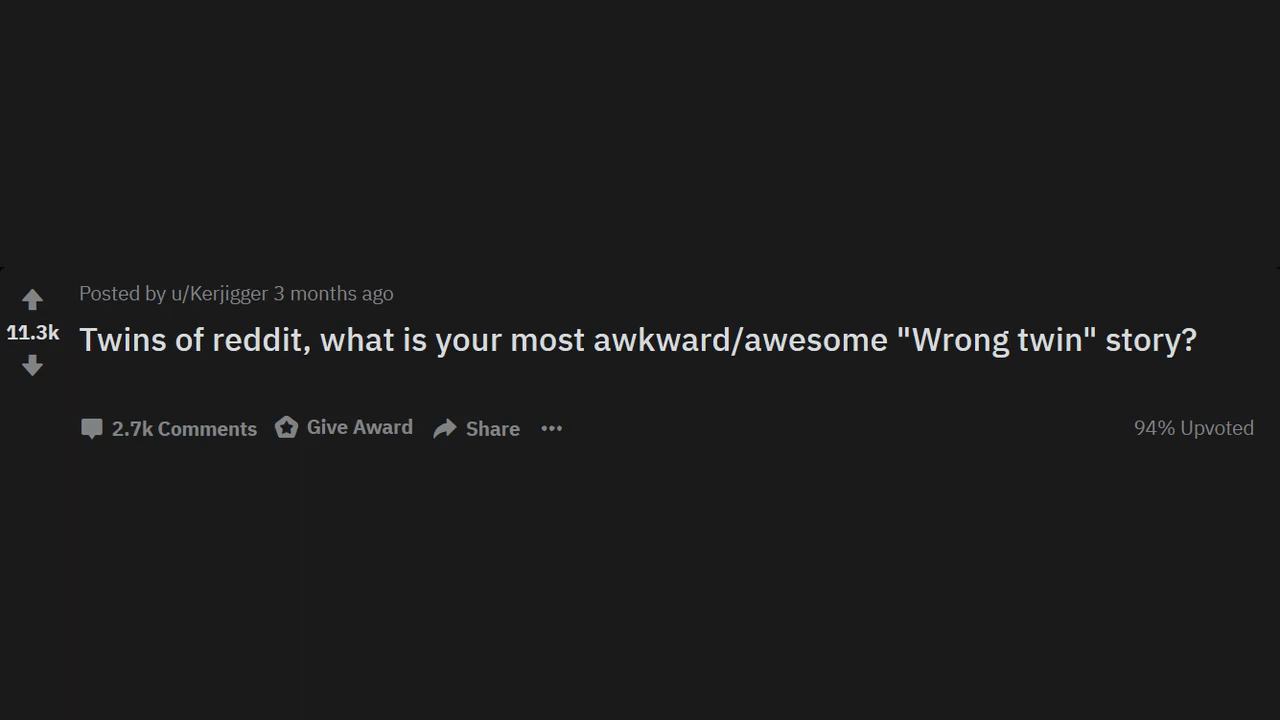 Posted by u/Kerjigger 3 months ago
11.3k
Twins of reddit, what is your most awkward/awesome "Wrong twin" story?
2.7k Comments Give Award Share ••• 94% Upvoted